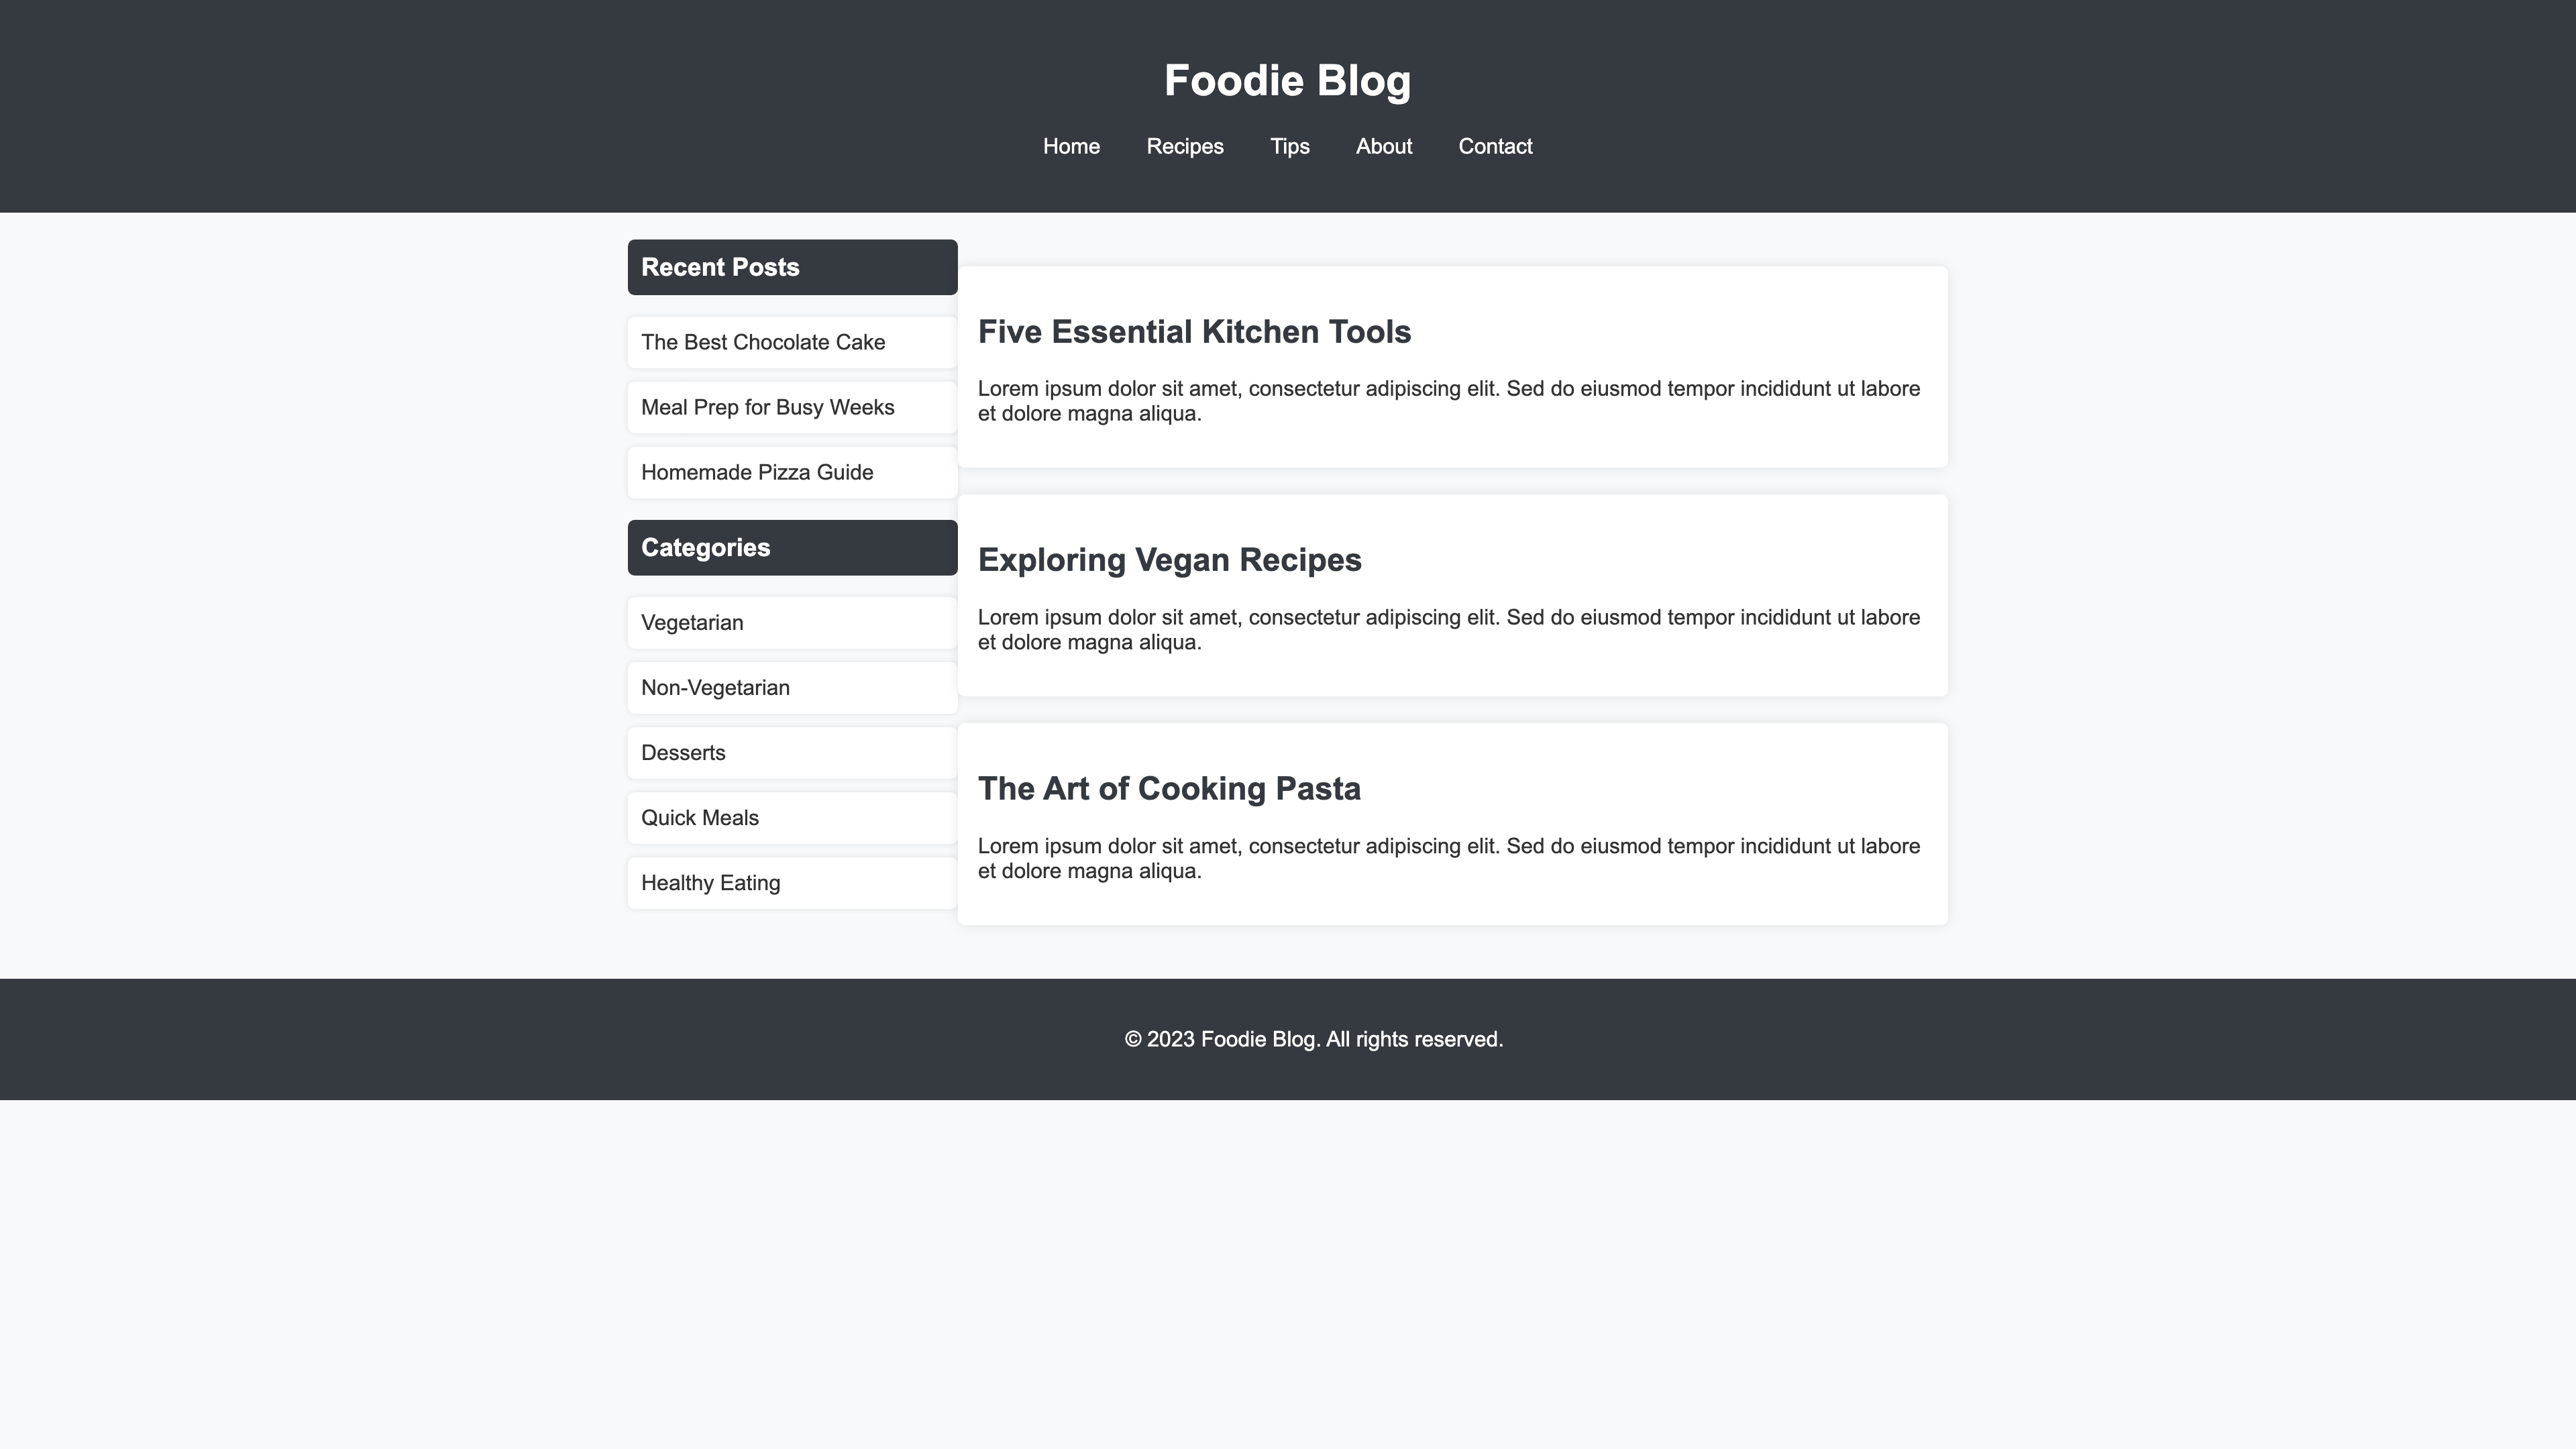 Foodie Blog
Home Recipes Tips About Contact
Recent Posts
The Best Chocolate Cake
Meal Prep for Busy Weeks
Homemade Pizza Guide
Categories
Vegetarian
Non-Vegetarian
Desserts
Quick Meals
Healthy Eating
Five Essential Kitchen Tools
Lorem ipsum dolor sit amet, consectetur adipiscing elit. Sed do eiusmod tempor incididunt ut labore
et dolore magna aliqua.
Exploring Vegan Recipes
Lorem ipsum dolor sit amet, consectetur adipiscing elit. Sed do eiusmod tempor incididunt ut labore
et dolore magna aliqua.
The Art of Cooking Pasta
Lorem ipsum dolor sit amet, consectetur adipiscing elit. Sed do eiusmod tempor incididunt ut labore
et dolore magna aliqua.
© 2023 Foodie Blog. All rights reserved.